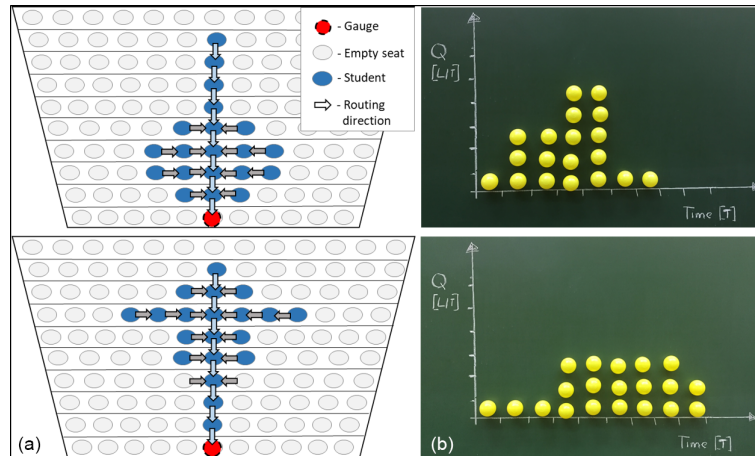 - Gauge
- Empty seat
- Student
- Routing
direction
Q
[L/T]
Time [T]
Q
[L/T]
Time [T]
(a)
(b)